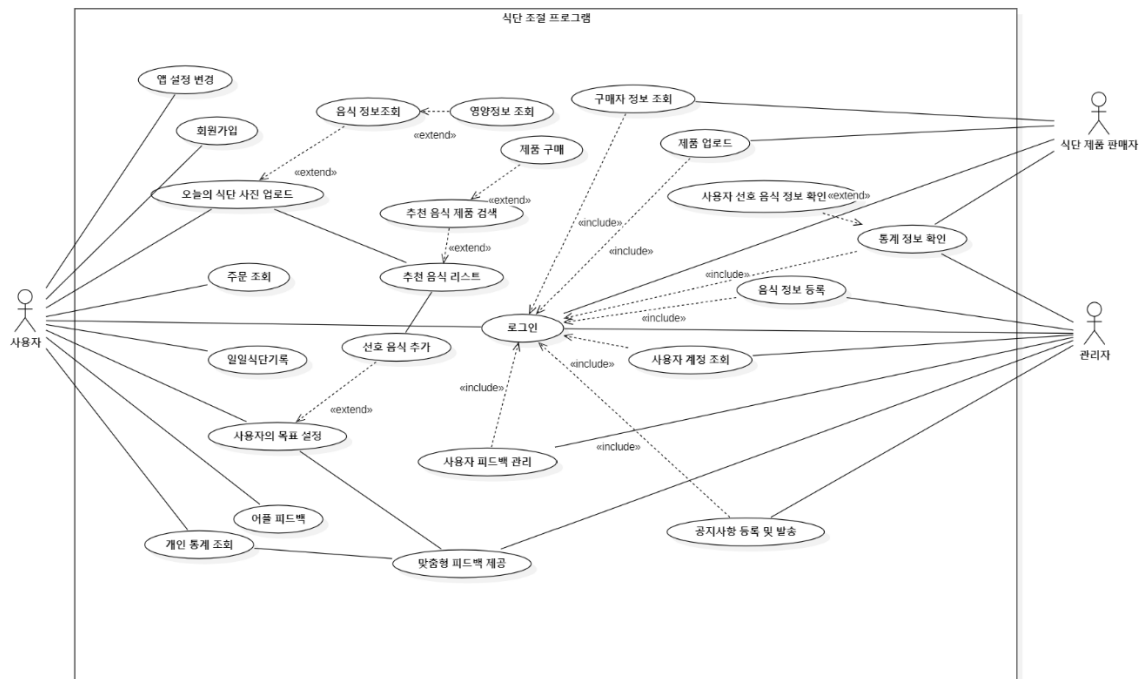 식단 조절 프로그램
앱 설정 변경
음식 정보조회
영양정보 조회
구매자 정보 조회
«extend»
회원가입
제품 구매
제품 업로드
식단 제품 판매자
«extend»
오늘의 식단 사진 업로드
«extend»
사용자 선호 음식 정보 확인
«extend»
추천 음식 제품 검색
«include»
통계 정보 확인
«extend»
«include»
주문 조회
추천 음식 리스트
«include»
음식 정보 등록
«include»
사용자
로그인
관리자
선호 음식 추가
일일식단기록
«include»
사용자 계정 조회
«include»
«extend»
사용자의 목표 설정
«include»
사용자 피드백 관리
어플 피드백
공지사항 등록 및 발송
개인 통계 조회
맞춤형 피드백 제공